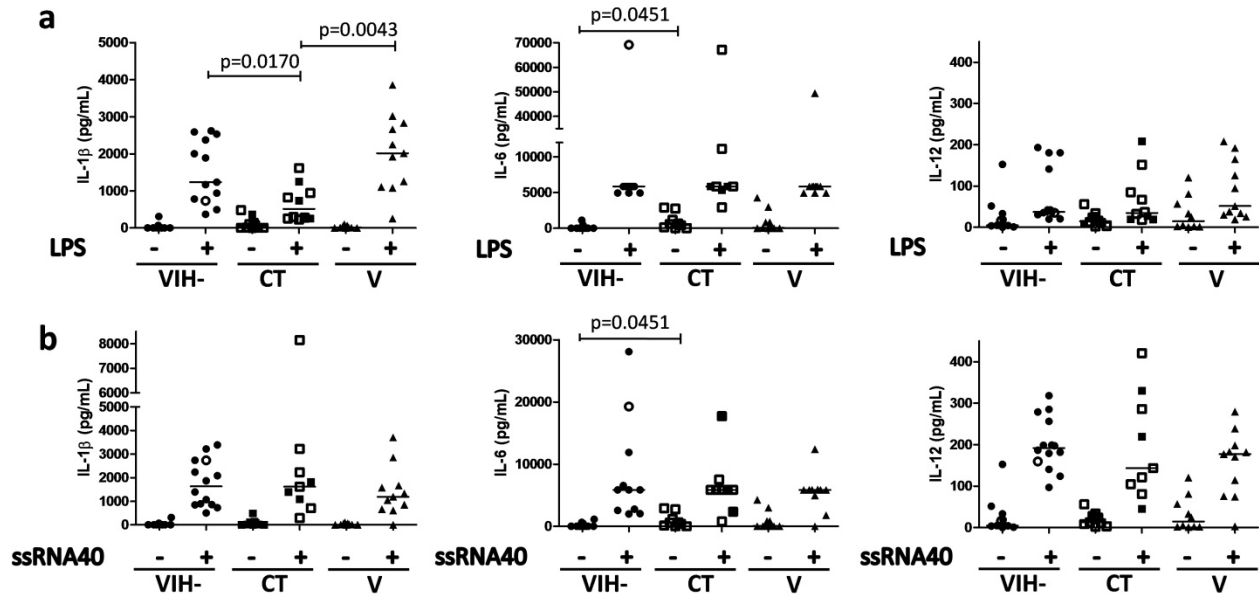 a
p=0.0170
p=0.0043
5000
4000
3000
2000
1000
0
IL-1β (pg/mL)
LPS
- + - + - +
VIH- CT V
p=0.0451
70000
60000
50000
40000
30000
10000
5000
0
IL-6 (pg/mL)
LPS
- + - + - +
VIH- CT V
400
300
200
100
0
IL-12 (pg/mL)
LPS
- + - + - +
VIH- CT V
b
8000
7000
6000
5000
4000
3000
2000
1000
0
IL-1β (pg/mL)
ssRNA40
- + - + - +
VIH- CT V
p=0.0451
30000
20000
10000
0
IL-6 (pg/mL)
ssRNA40
- + - + - +
VIH- CT V
400
300
200
100
0
IL-12 (pg/mL)
ssRNA40
- + - + - +
VIH- CT V